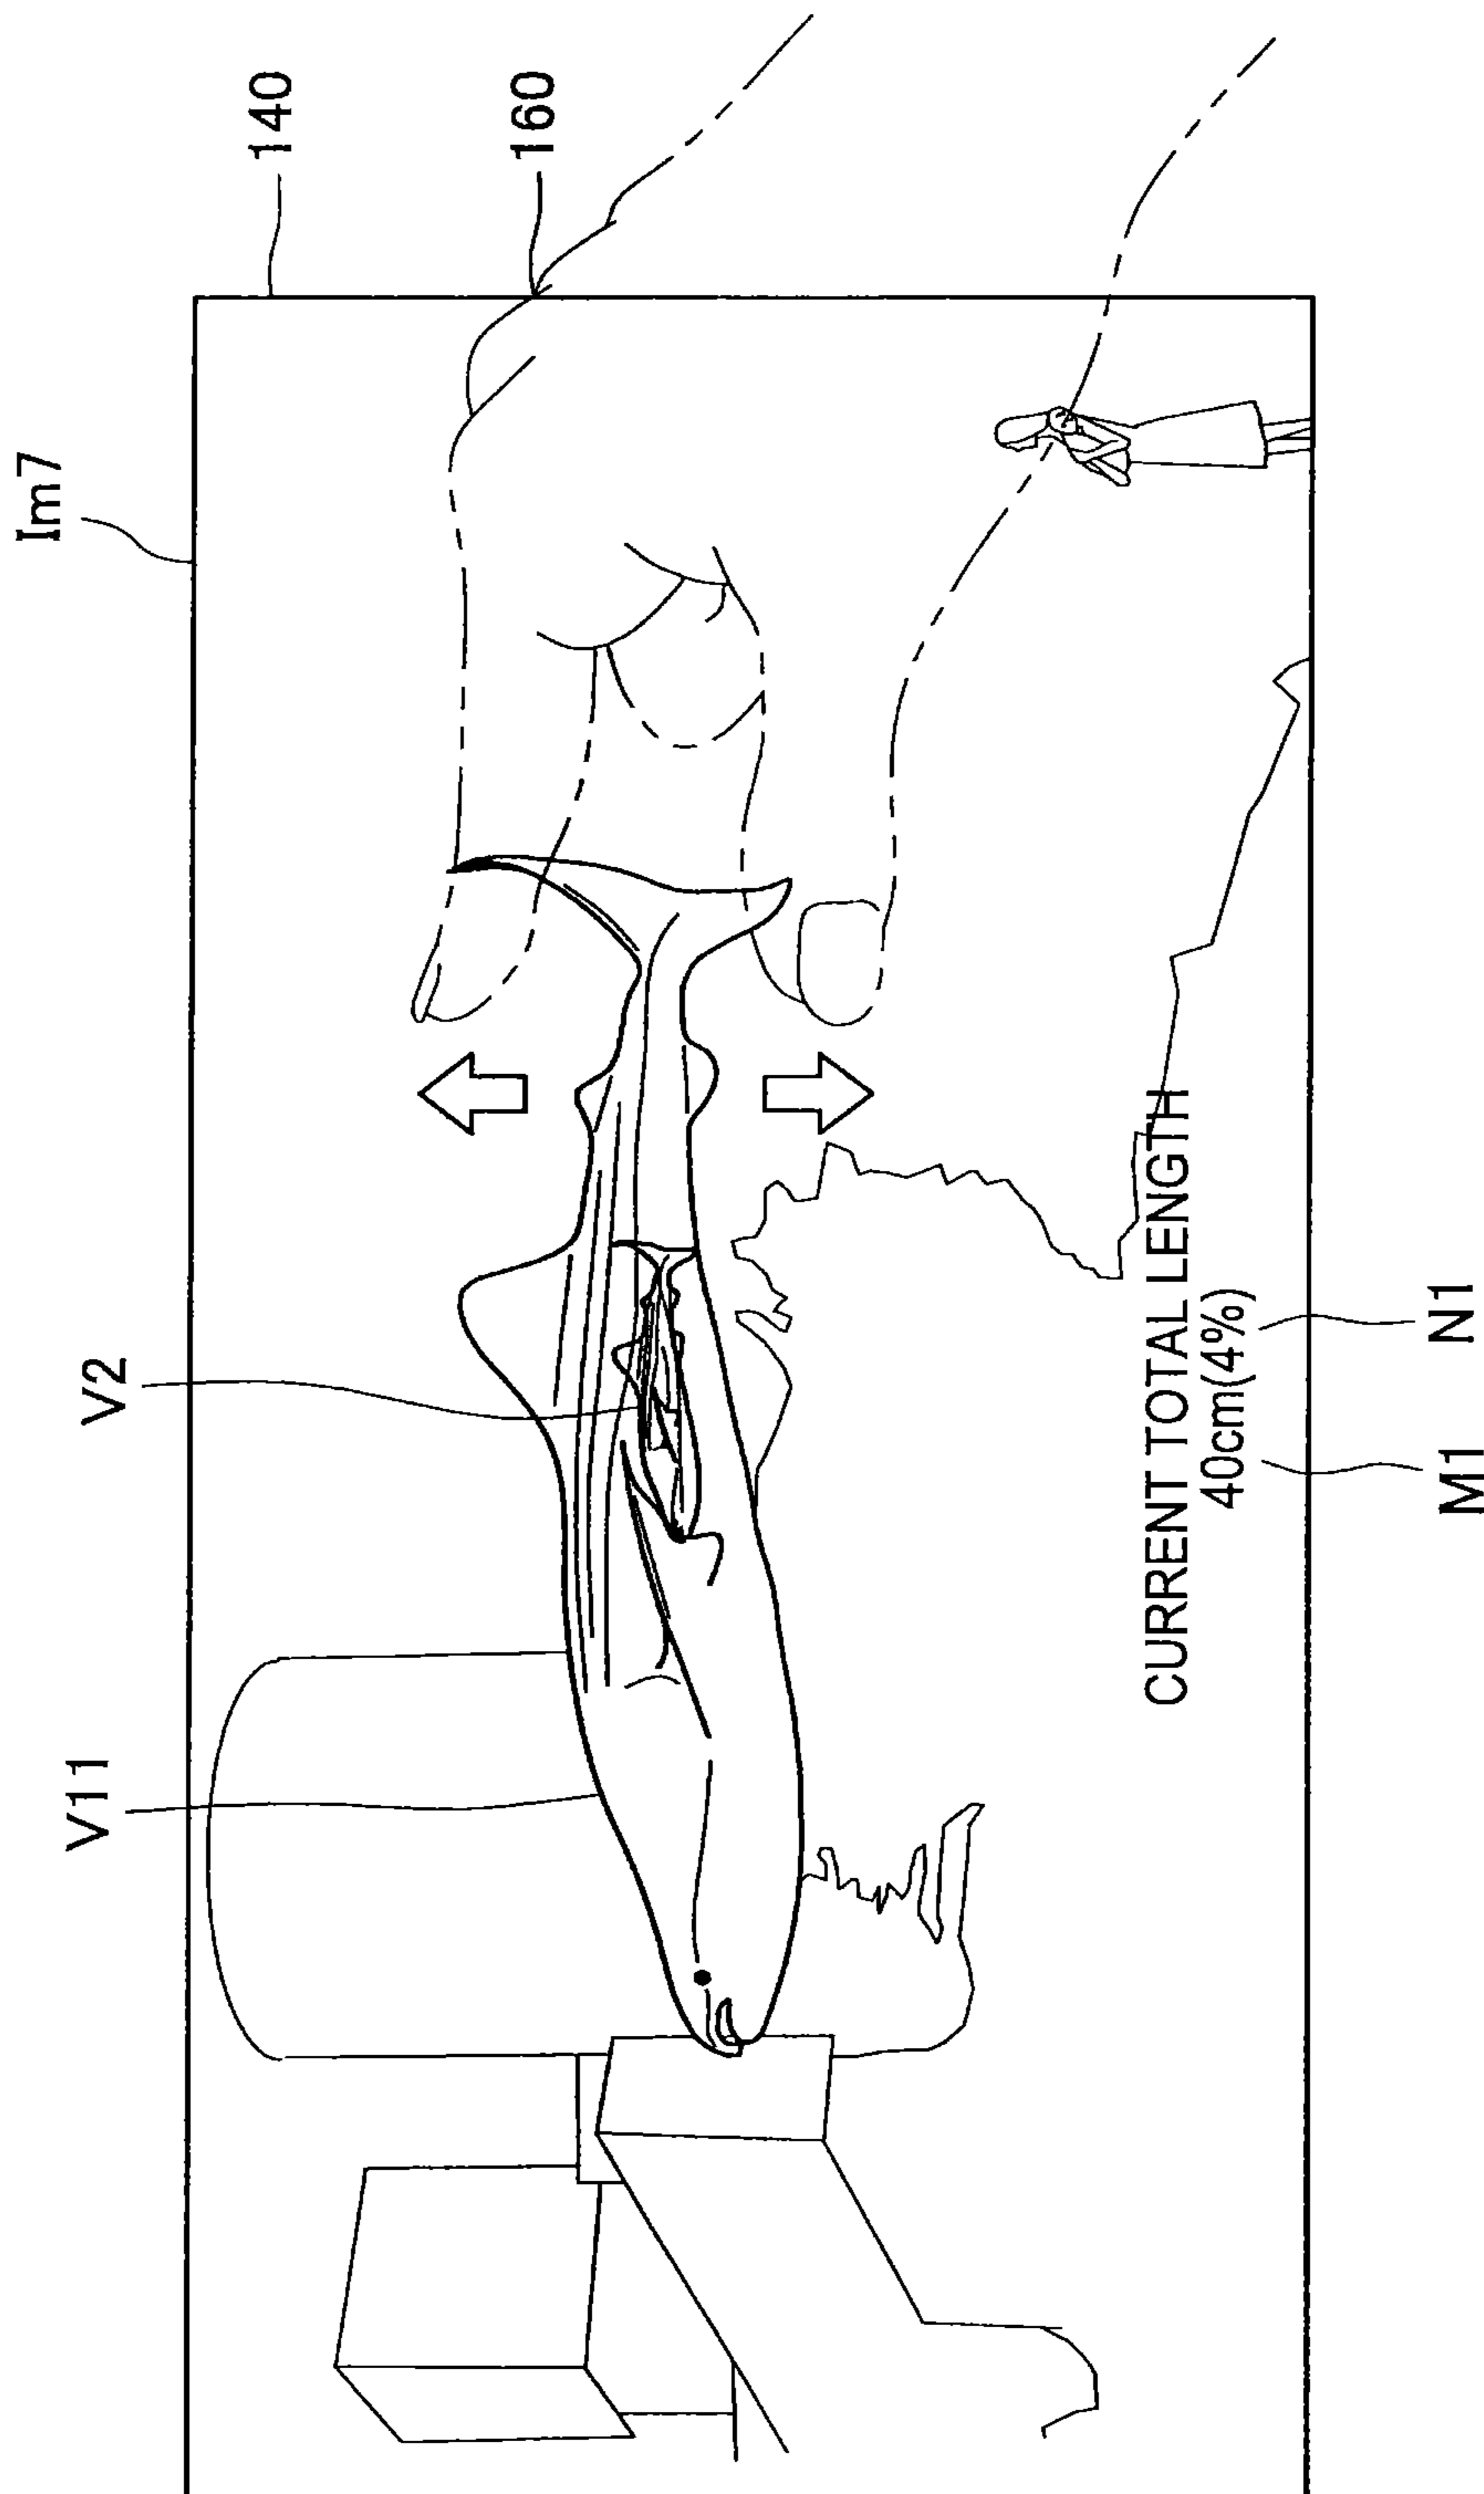 Im7
140
160
V2
V11
CURRENT TOTAL LENGTH
40cm(4%)
N1
M1